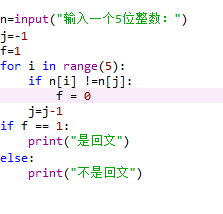 n=input("输入一个5位整数：")
j=-1
f=1
for i in range(5):
    if n[i] !=n[j]:
        f = 0
    j=j-1
if f == 1:
    print("是回文")
else:
    print("不是回文")